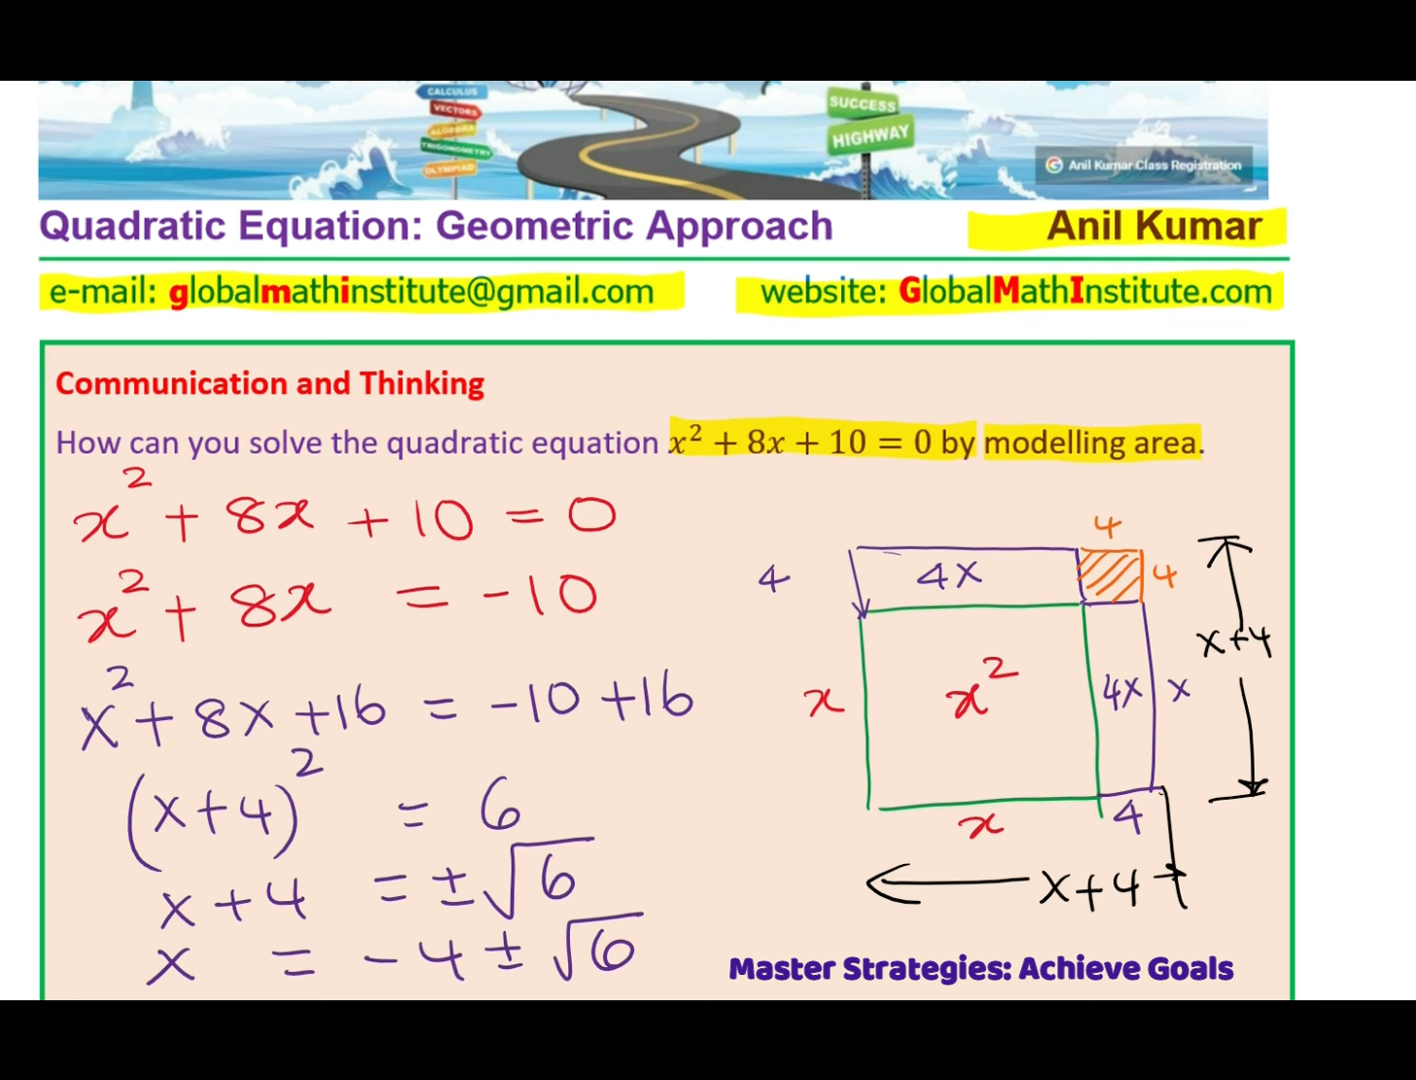 CALCULUS
VECTORS
ALGEBRA
TRIGONOMETRY
OLYMPIAD
SUCCESS
HIGHWAY
Anil Kumar Class Registration
Quadratic Equation: Geometric Approach Anil Kumar
e-mail: globalmathinstitute@gmail.com website: GlobalMathInstitute.com
Communication and Thinking
How can you solve the quadratic equation x² + 8x + 10 = 0 by modelling area.
x² + 8x + 10 = 0
x² + 8x = -10
x² + 8x + 16 = -10 + 16
(x+4)² = 6
x + 4 = ±√6
x = -4 ± √6
4
4 4x 4
x+4
x x² 4x x
x 4
x+4
Master Strategies: Achieve Goals